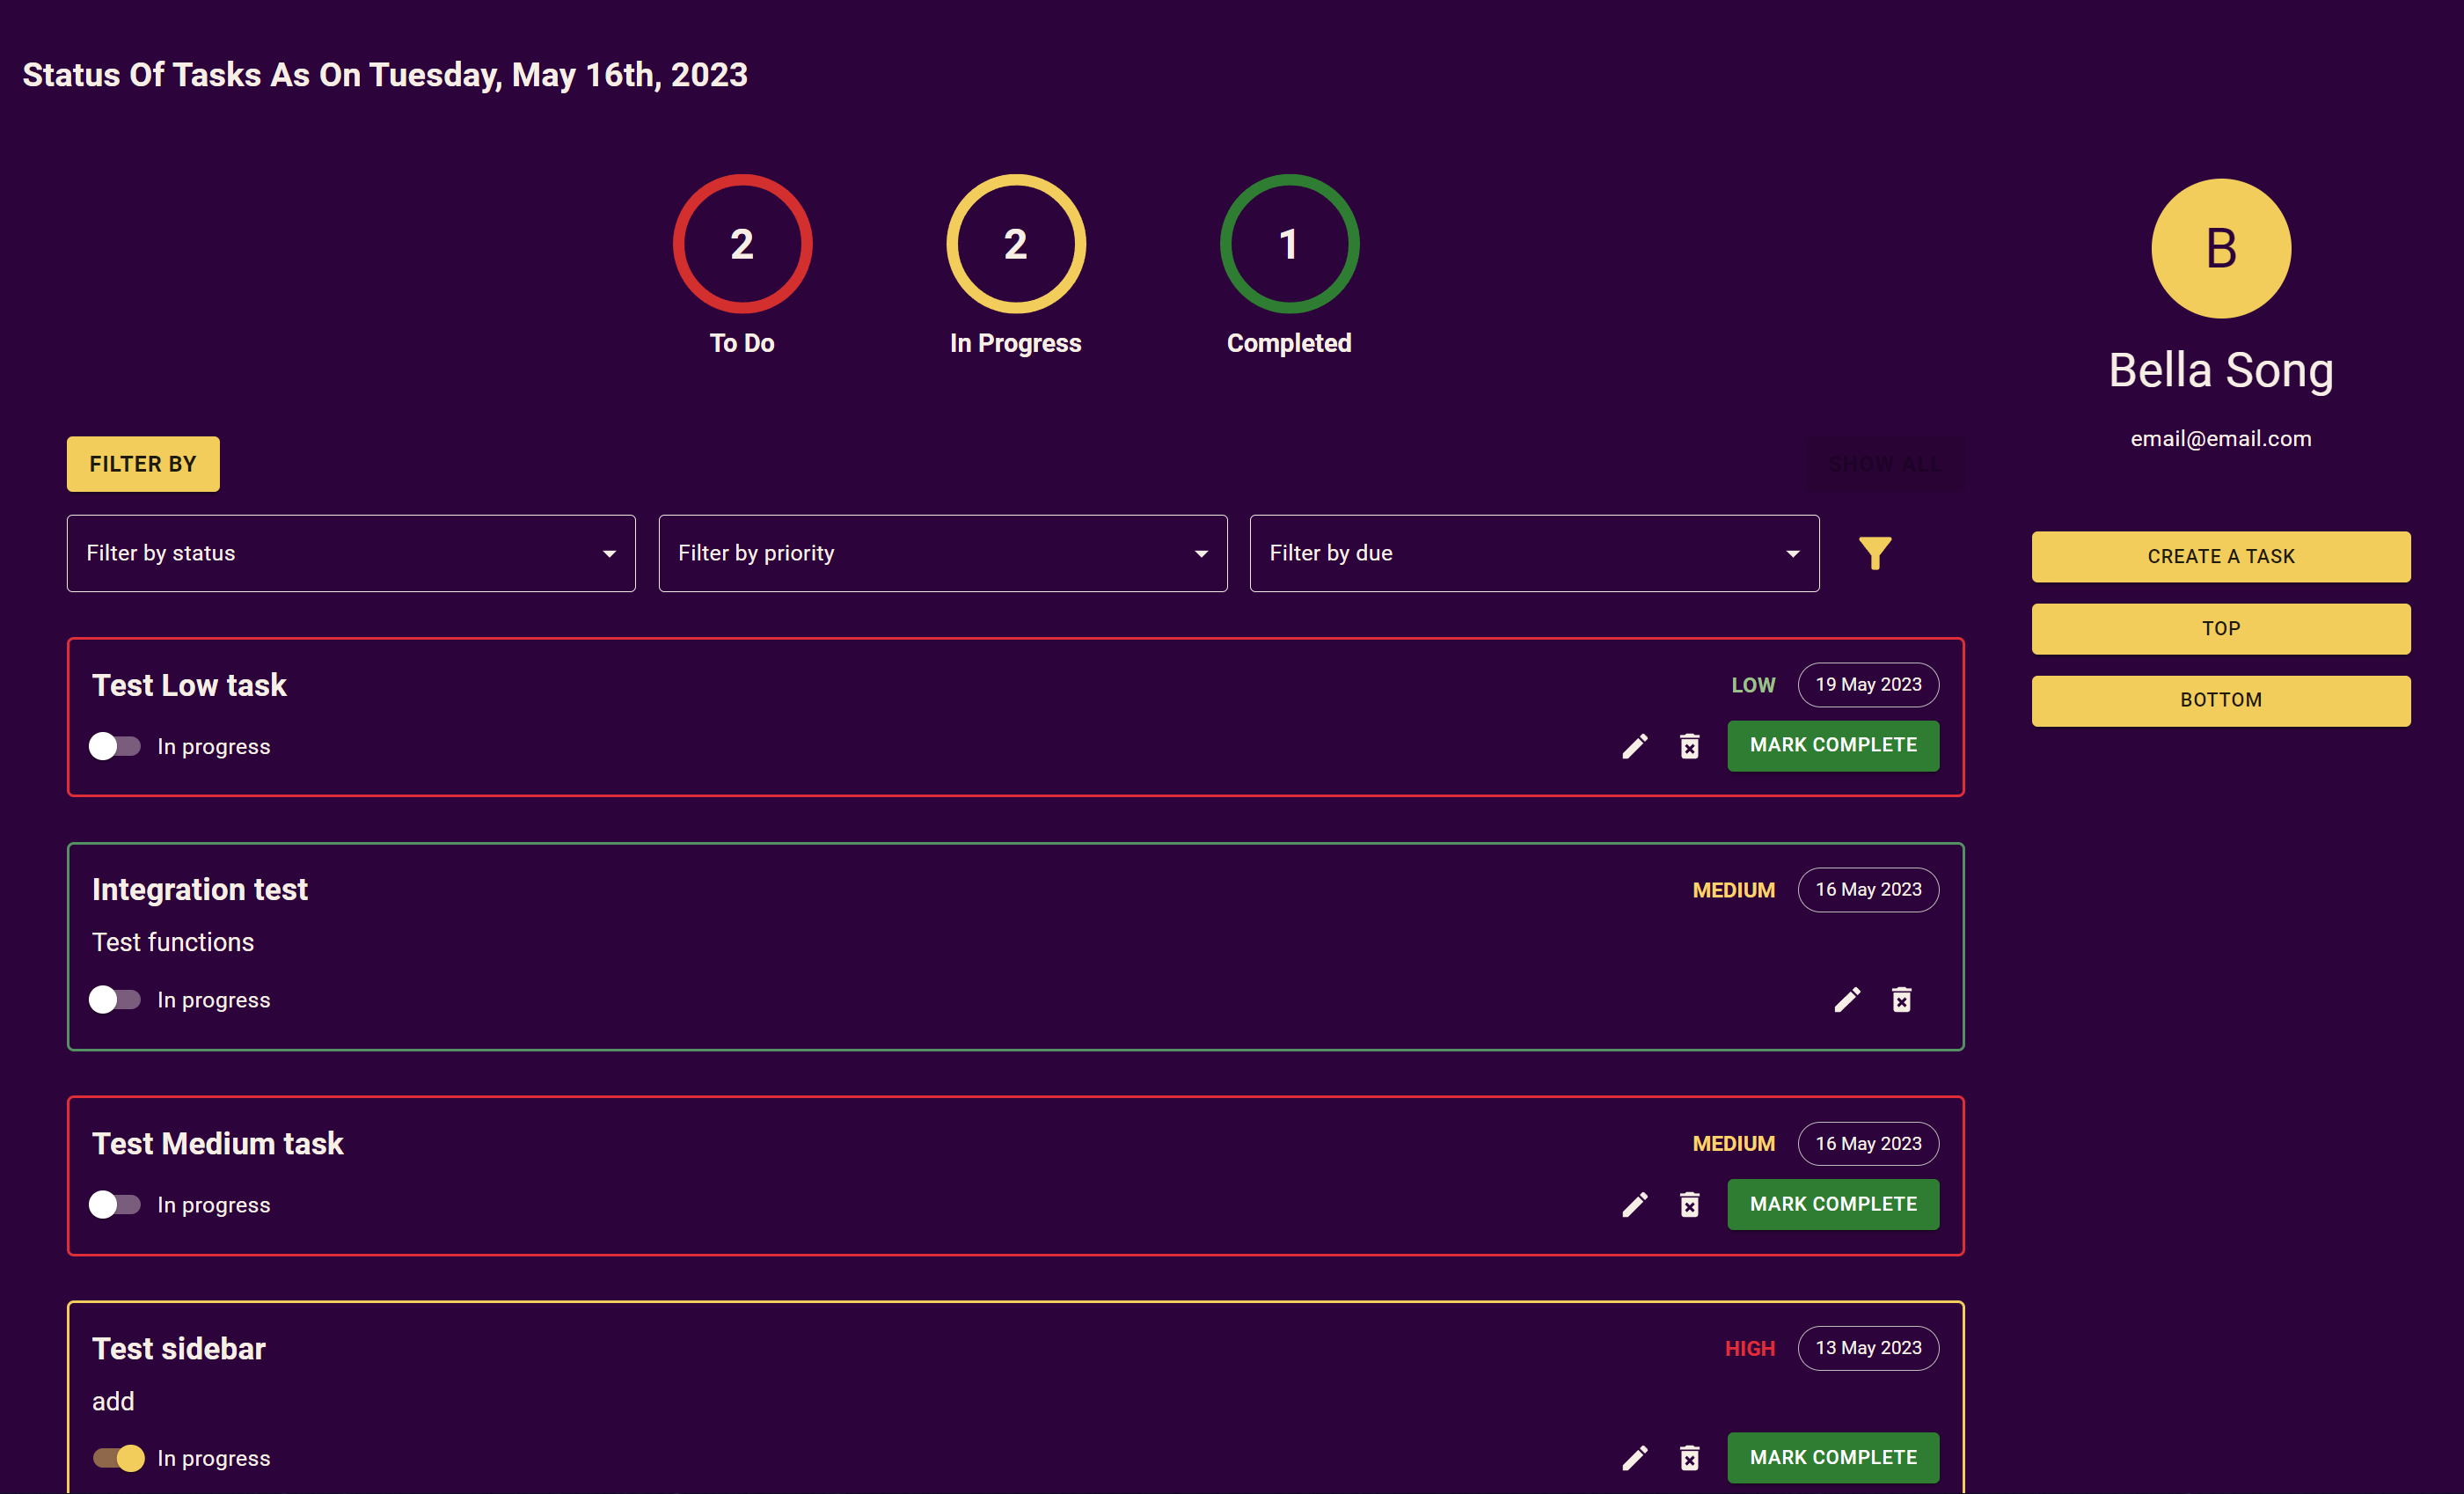 Status Of Tasks As On Tuesday, May 16th, 2023
2
2
1
To Do
In Progress
Completed
B
Bella Song
email@email.com
FILTER BY
SHOW ALL
Filter by status
Filter by priority
Filter by due
CREATE A TASK
TOP
BOTTOM
Test Low task
LOW
19 May 2023
In progress
MARK COMPLETE
Integration test
MEDIUM
16 May 2023
Test functions
In progress
Test Medium task
MEDIUM
16 May 2023
In progress
MARK COMPLETE
Test sidebar
HIGH
13 May 2023
add
In progress
MARK COMPLETE